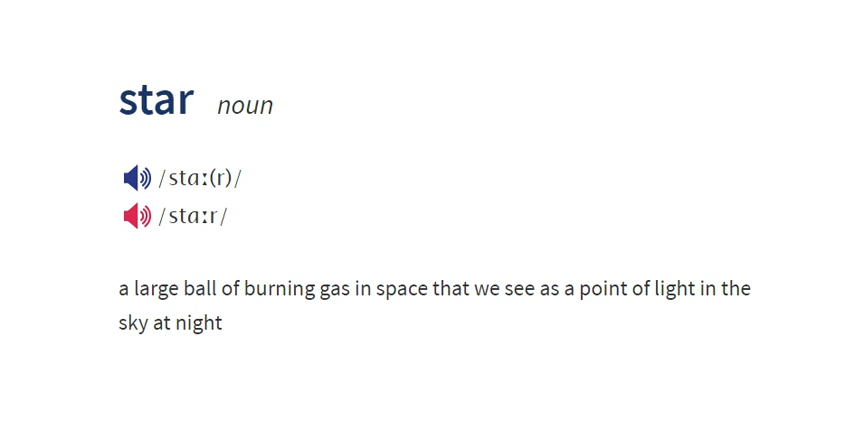 star noun
/stɑː(r)/
/stɑːr/
a large ball of burning gas in space that we see as a point of light in the
sky at night